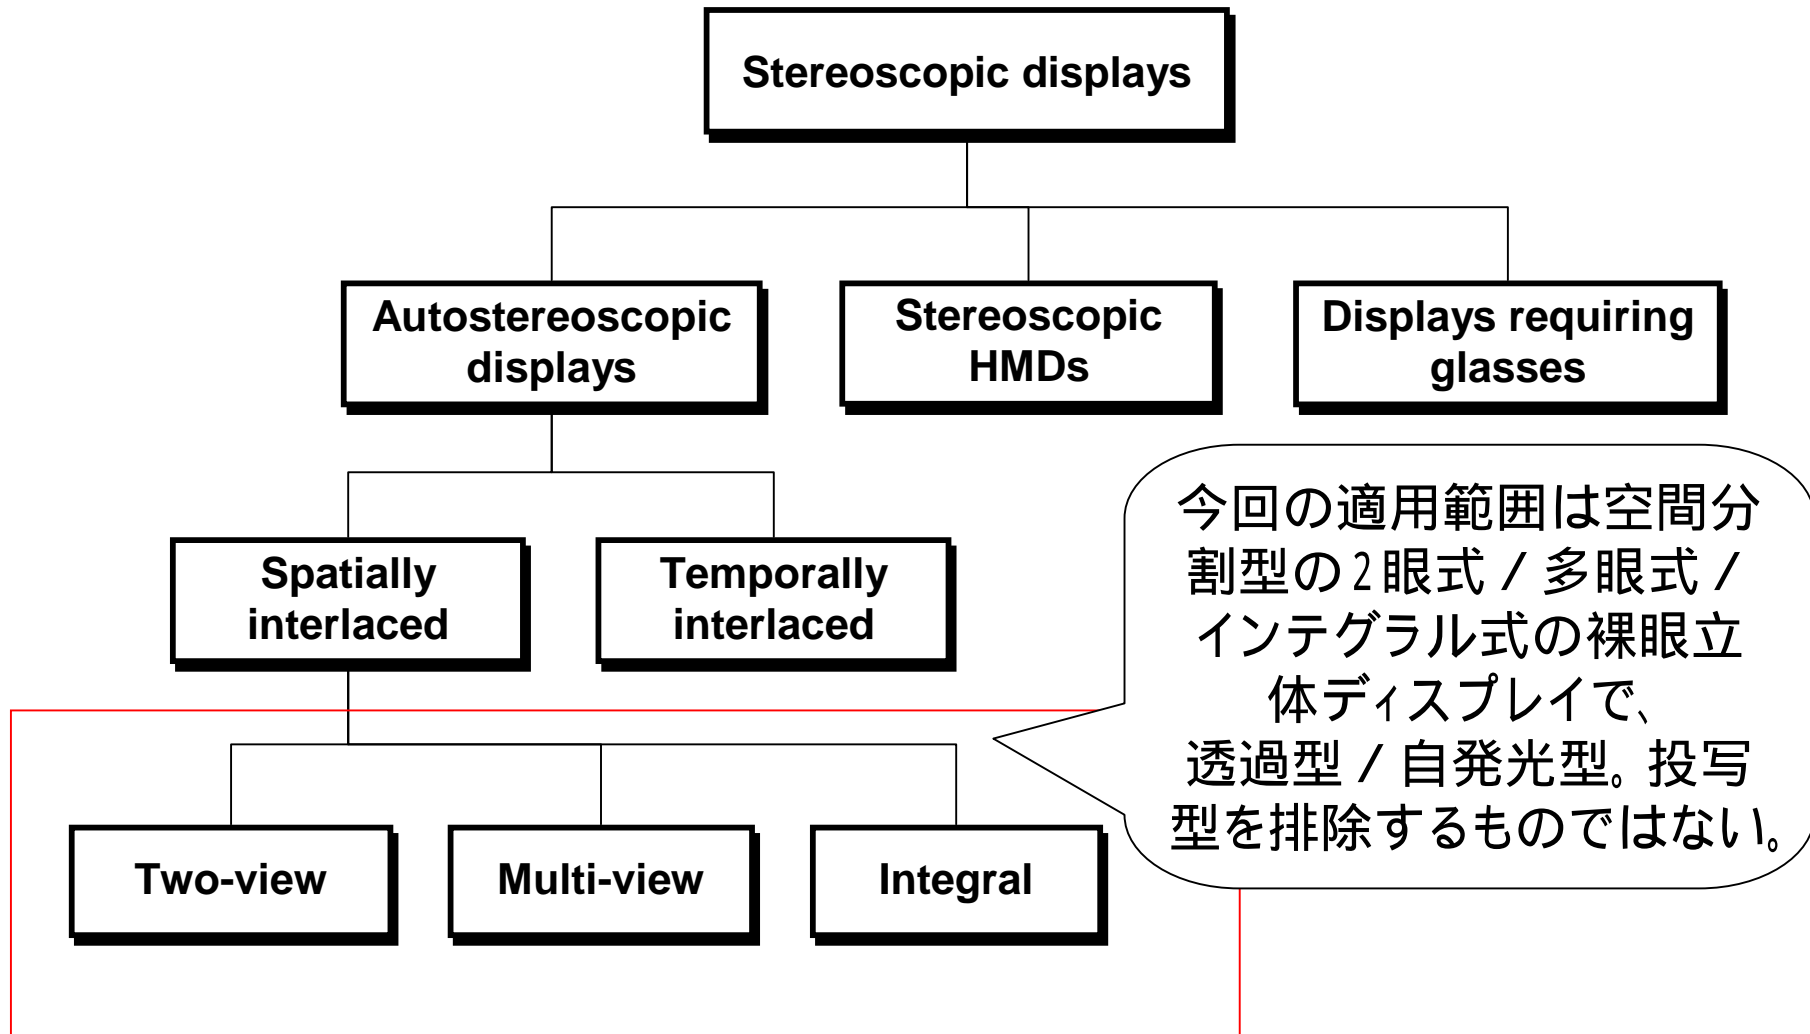 Stereoscopic displays
Autostereoscopic
displays
Stereoscopic
HMDs
Displays requiring
glasses
Spatially
interlaced
Temporally
interlaced
今回の適用範囲は空間分
割型の2眼式/多眼式/
インテグラル式の裸眼立
体ディスプレイで、
透過型/自発光型。投写
型を排除するものではない。
Two-view
Multi-view
Integral